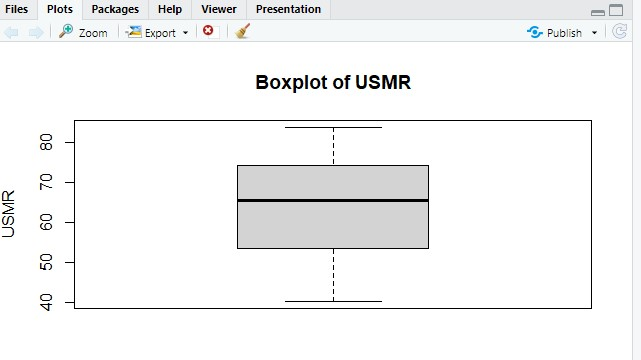 Files Plots Packages Help Viewer Presentation
Zoom Export Publish
Boxplot of USMR
USMR
80
70
60
50
40